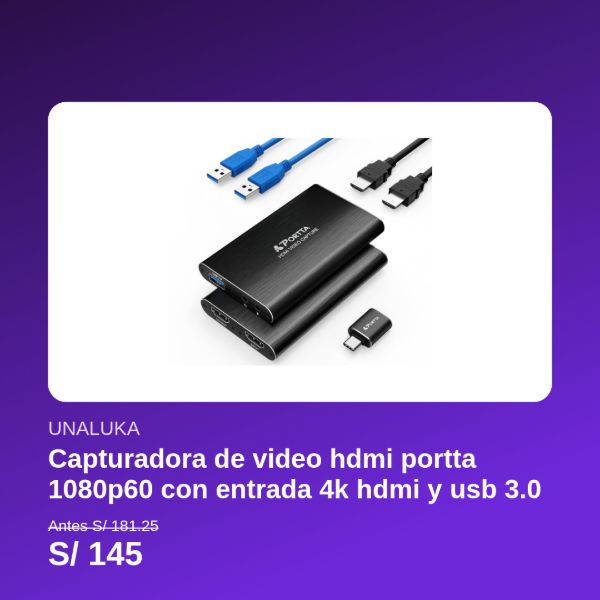 PORTTA
HDMI VIDEO CAPTURE
PORTTA
UNALUKA
Capturadora de video hdmi portta
1080p60 con entrada 4k hdmi y usb 3.0
Antes S/ 181.25
S/ 145